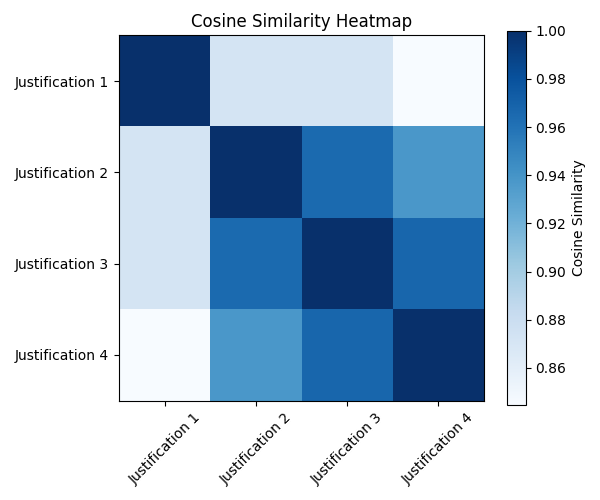 Cosine Similarity Heatmap
Justification 1
Justification 2
Justification 3
Justification 4
Justification 1
Justification 2
Justification 3
Justification 4
1.00
0.98
0.96
0.94
0.92
0.90
0.88
0.86
Cosine Similarity